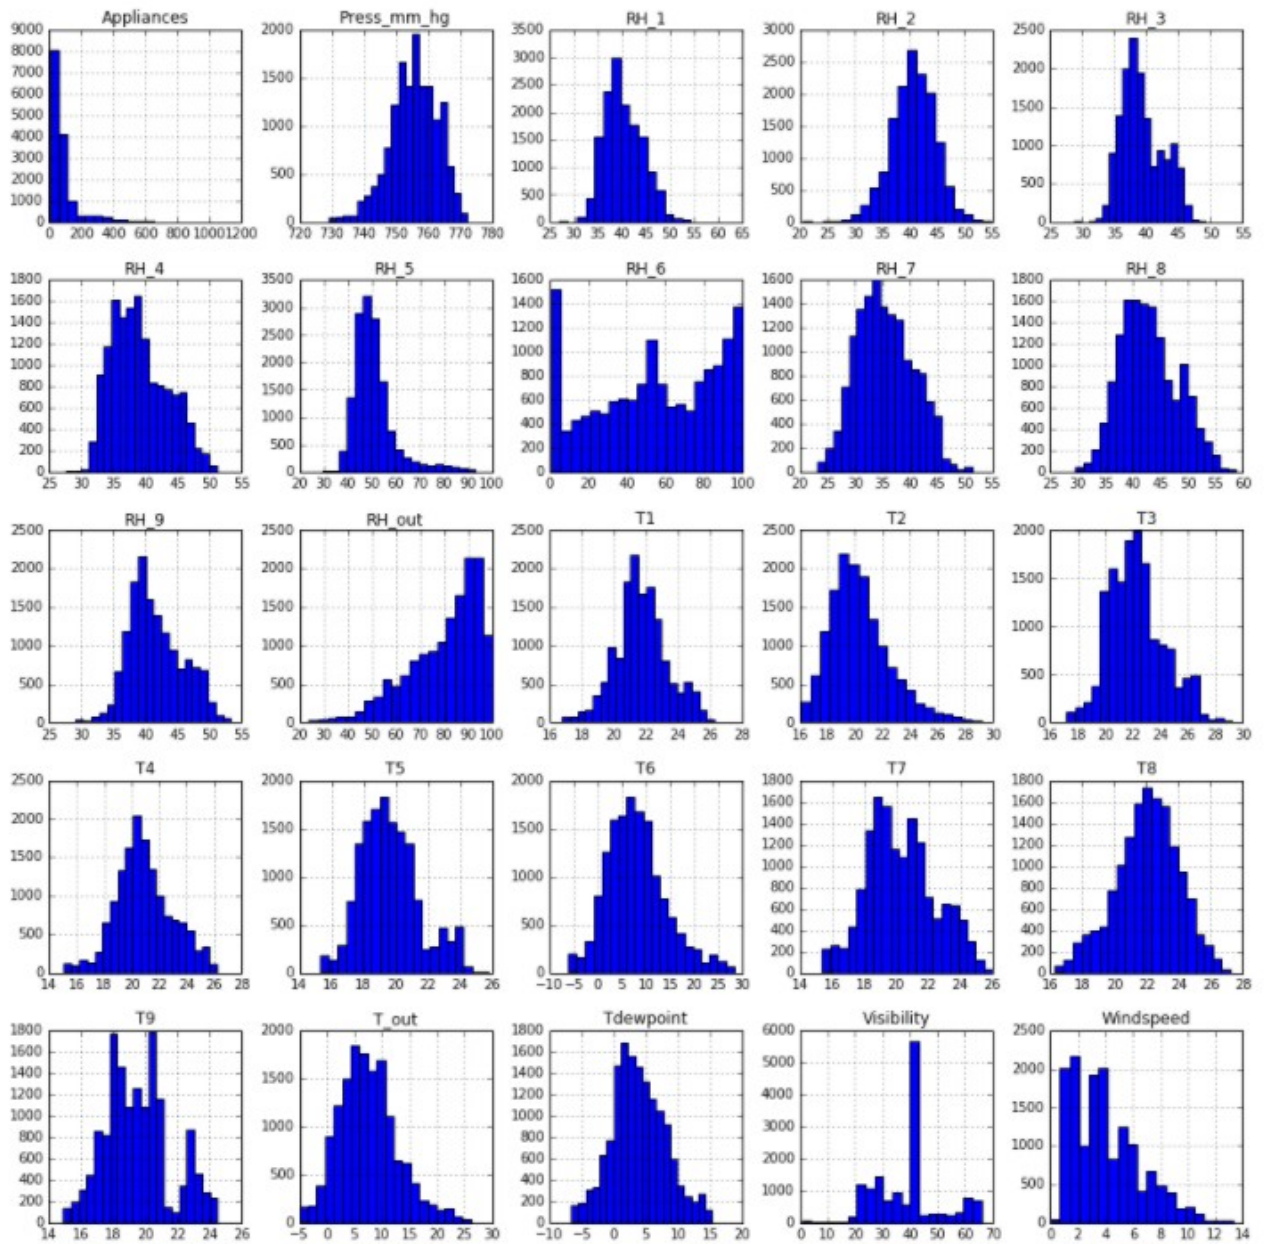 Appliances
9000 8000 7000 6000 5000 4000 3000 2000 1000 0
0 200 400 600 800 1000 1200
Press_mm_hg
2000 1500 1000 500 0
720 730 740 750 760 770 780
RH_1
3500 3000 2500 2000 1500 1000 500 0
25 30 35 40 45 50 55 60 65
RH_2
3000 2500 2000 1500 1000 500 0
20 25 30 35 40 45 50 55
RH_3
2500 2000 1500 1000 500 0
25 30 35 40 45 50 55
RH_4
1800 1600 1400 1200 1000 800 600 400 200 0
25 30 35 40 45 50 55
RH_5
3500 3000 2500 2000 1500 1000 500 0
20 30 40 50 60 70 80 90 100
RH_6
1600 1400 1200 1000 800 600 400 200 0
0 20 40 60 80 100
RH_7
1600 1400 1200 1000 800 600 400 200 0
20 25 30 35 40 45 50 55
RH_8
1800 1600 1400 1200 1000 800 600 400 200 0
25 30 35 40 45 50 55 60
RH_9
2500 2000 1500 1000 500 0
25 30 35 40 45 50 55
RH_out
2500 2000 1500 1000 500 0
20 30 40 50 60 70 80 90 100
T1
2500 2000 1500 1000 500 0
16 18 20 22 24 26 28
T2
2500 2000 1500 1000 500 0
16 18 20 22 24 26 28 30
T3
2000 1500 1000 500 0
16 18 20 22 24 26 28 30
T4
2500 2000 1500 1000 500 0
14 16 18 20 22 24 26 28
T5
2000 1500 1000 500 0
14 16 18 20 22 24 26
T6
2000 1500 1000 500 0
−10 −5 0 5 10 15 20 25 30
T7
1800 1600 1400 1200 1000 800 600 400 200 0
14 16 18 20 22 24 26
T8
1800 1600 1400 1200 1000 800 600 400 200 0
16 18 20 22 24 26 28
T9
1800 1600 1400 1200 1000 800 600 400 200 0
14 16 18 20 22 24 26
T_out
2000 1500 1000 500 0
−5 0 5 10 15 20 25 30
Tdewpoint
1800 1600 1400 1200 1000 800 600 400 200 0
−10 −5 0 5 10 15 20
Visibility
6000 5000 4000 3000 2000 1000 0
0 10 20 30 40 50 60 70
Windspeed
2500 2000 1500 1000 500 0
0 2 4 6 8 10 12 14